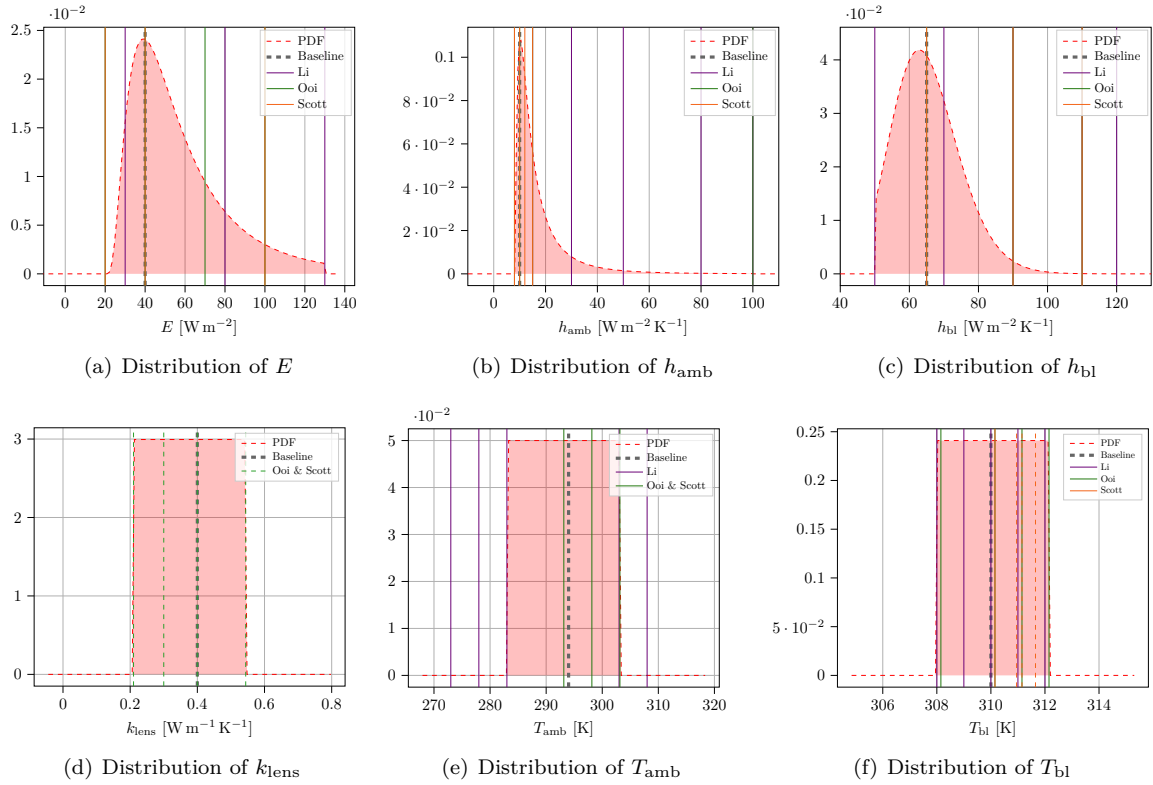 ·10⁻²
2.5
2
1.5
1
0.5
0
0 20 40 60 80 100 120 140
E [W m⁻²]
PDF
Baseline
Li
Ooi
Scott
(a) Distribution of E
0.1
8 · 10⁻²
6 · 10⁻²
4 · 10⁻²
2 · 10⁻²
0
0 20 40 60 80 100
h_amb [W m⁻² K⁻¹]
PDF
Baseline
Li
Ooi
Scott
(b) Distribution of h_amb
·10⁻²
4
3
2
1
0
40 60 80 100 120
h_bl [W m⁻² K⁻¹]
PDF
Baseline
Li
Ooi
Scott
(c) Distribution of h_bl
3
2
1
0
0 0.2 0.4 0.6 0.8
k_lens [W m⁻¹ K⁻¹]
PDF
Baseline
Ooi & Scott
(d) Distribution of k_lens
·10⁻²
5
4
3
2
1
0
270 280 290 300 310 320
T_amb [K]
PDF
Baseline
Li
Ooi & Scott
(e) Distribution of T_amb
0.25
0.2
0.15
0.1
5 · 10⁻²
0
306 308 310 312 314
T_bl [K]
PDF
Baseline
Li
Ooi
Scott
(f) Distribution of T_bl